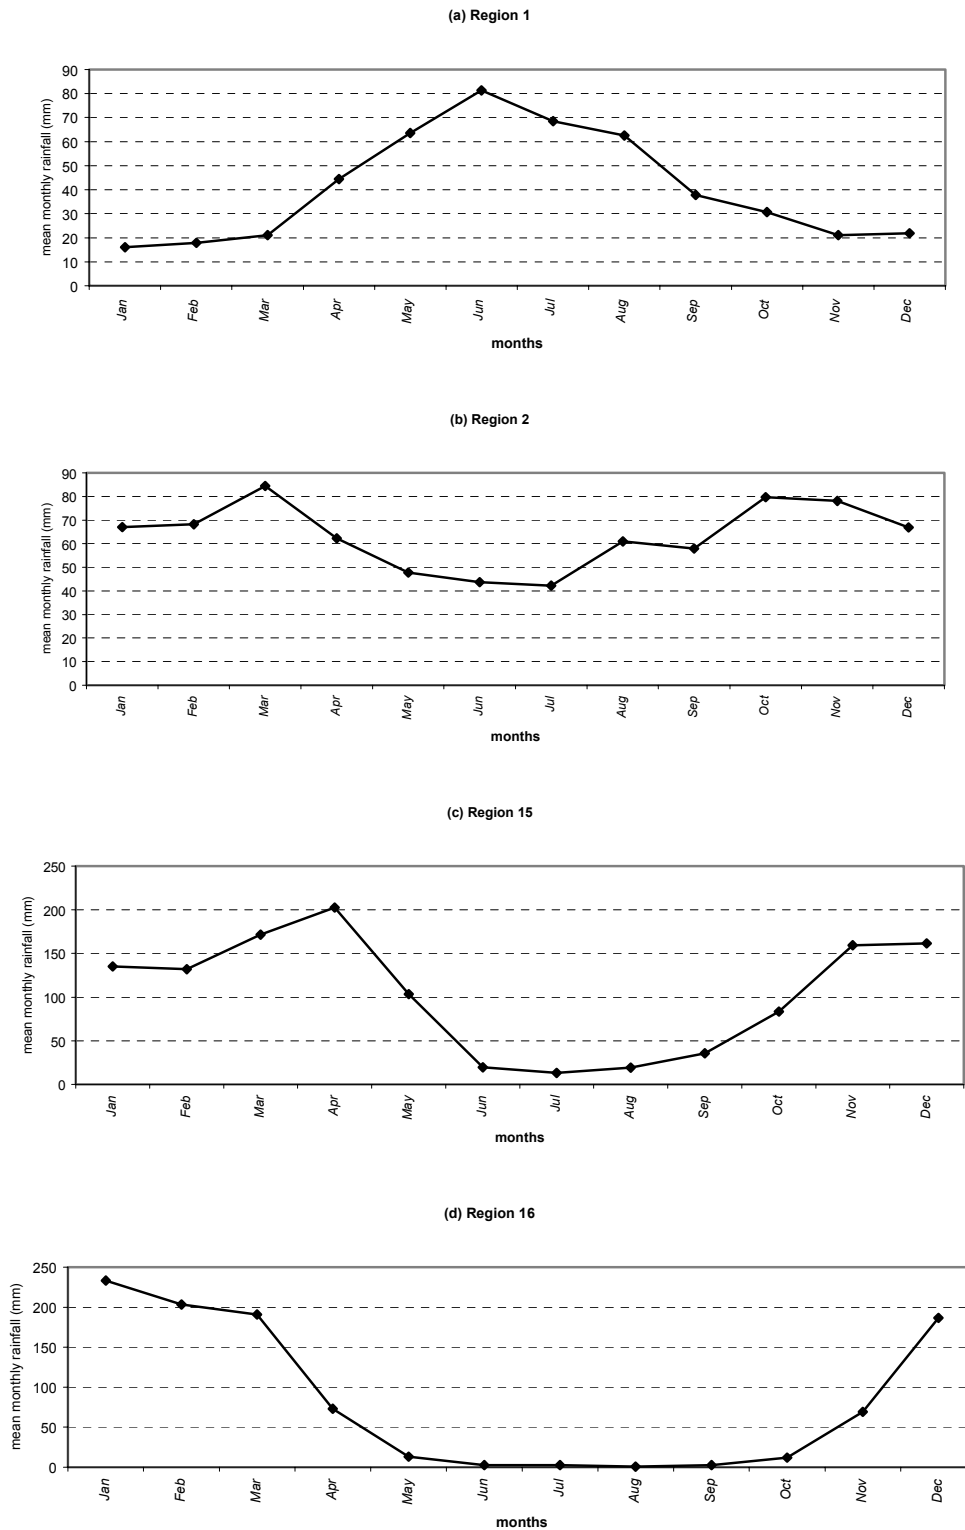 (a) Region 1
mean monthly rainfall (mm)
90
80
70
60
50
40
30
20
10
0
Jan Feb Mar Apr May Jun Jul Aug Sep Oct Nov Dec
months
(b) Region 2
mean monthly rainfall (mm)
90
80
70
60
50
40
30
20
10
0
Jan Feb Mar Apr May Jun Jul Aug Sep Oct Nov Dec
months
(c) Region 15
mean monthly rainfall (mm)
250
200
150
100
50
0
Jan Feb Mar Apr May Jun Jul Aug Sep Oct Nov Dec
months
(d) Region 16
mean monthly rainfall (mm)
250
200
150
100
50
0
Jan Feb Mar Apr May Jun Jul Aug Sep Oct Nov Dec
months